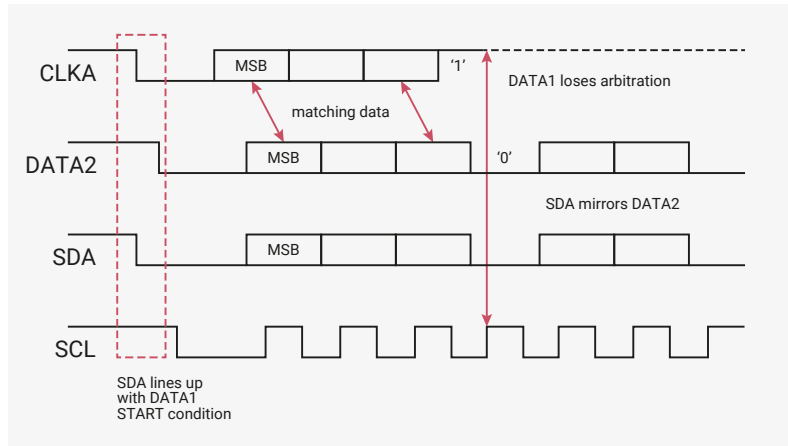 CLKA
MSB
‘1’
DATA1 loses arbitration
matching data
DATA2
MSB
‘0’
SDA mirrors DATA2
SDA
MSB
SCL
SDA lines up
with DATA1
START condition